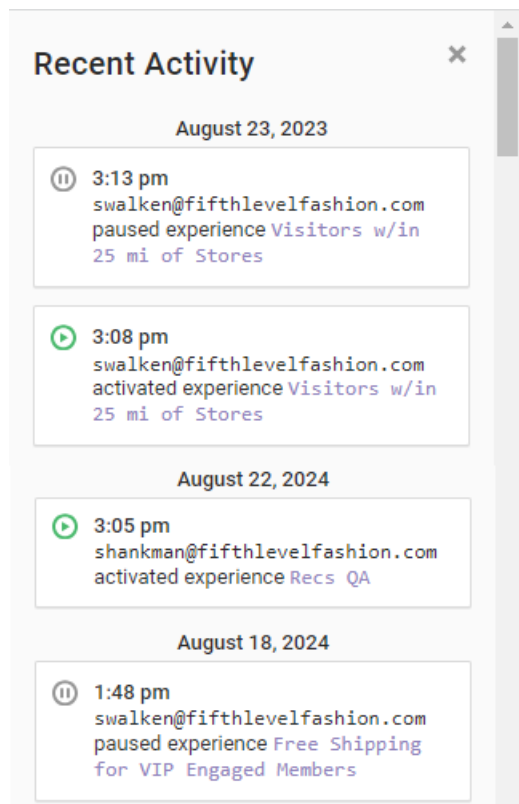 Recent Activity
August 23, 2023
3:13 pm
swalken@fifthlevelfashion.com
paused experience Visitors w/in
25 mi of Stores
3:08 pm
swalken@fifthlevelfashion.com
activated experience Visitors w/in
25 mi of Stores
August 22, 2024
3:05 pm
shankman@fifthlevelfashion.com
activated experience Recs QA
August 18, 2024
1:48 pm
swalken@fifthlevelfashion.com
paused experience Free Shipping
for VIP Engaged Members